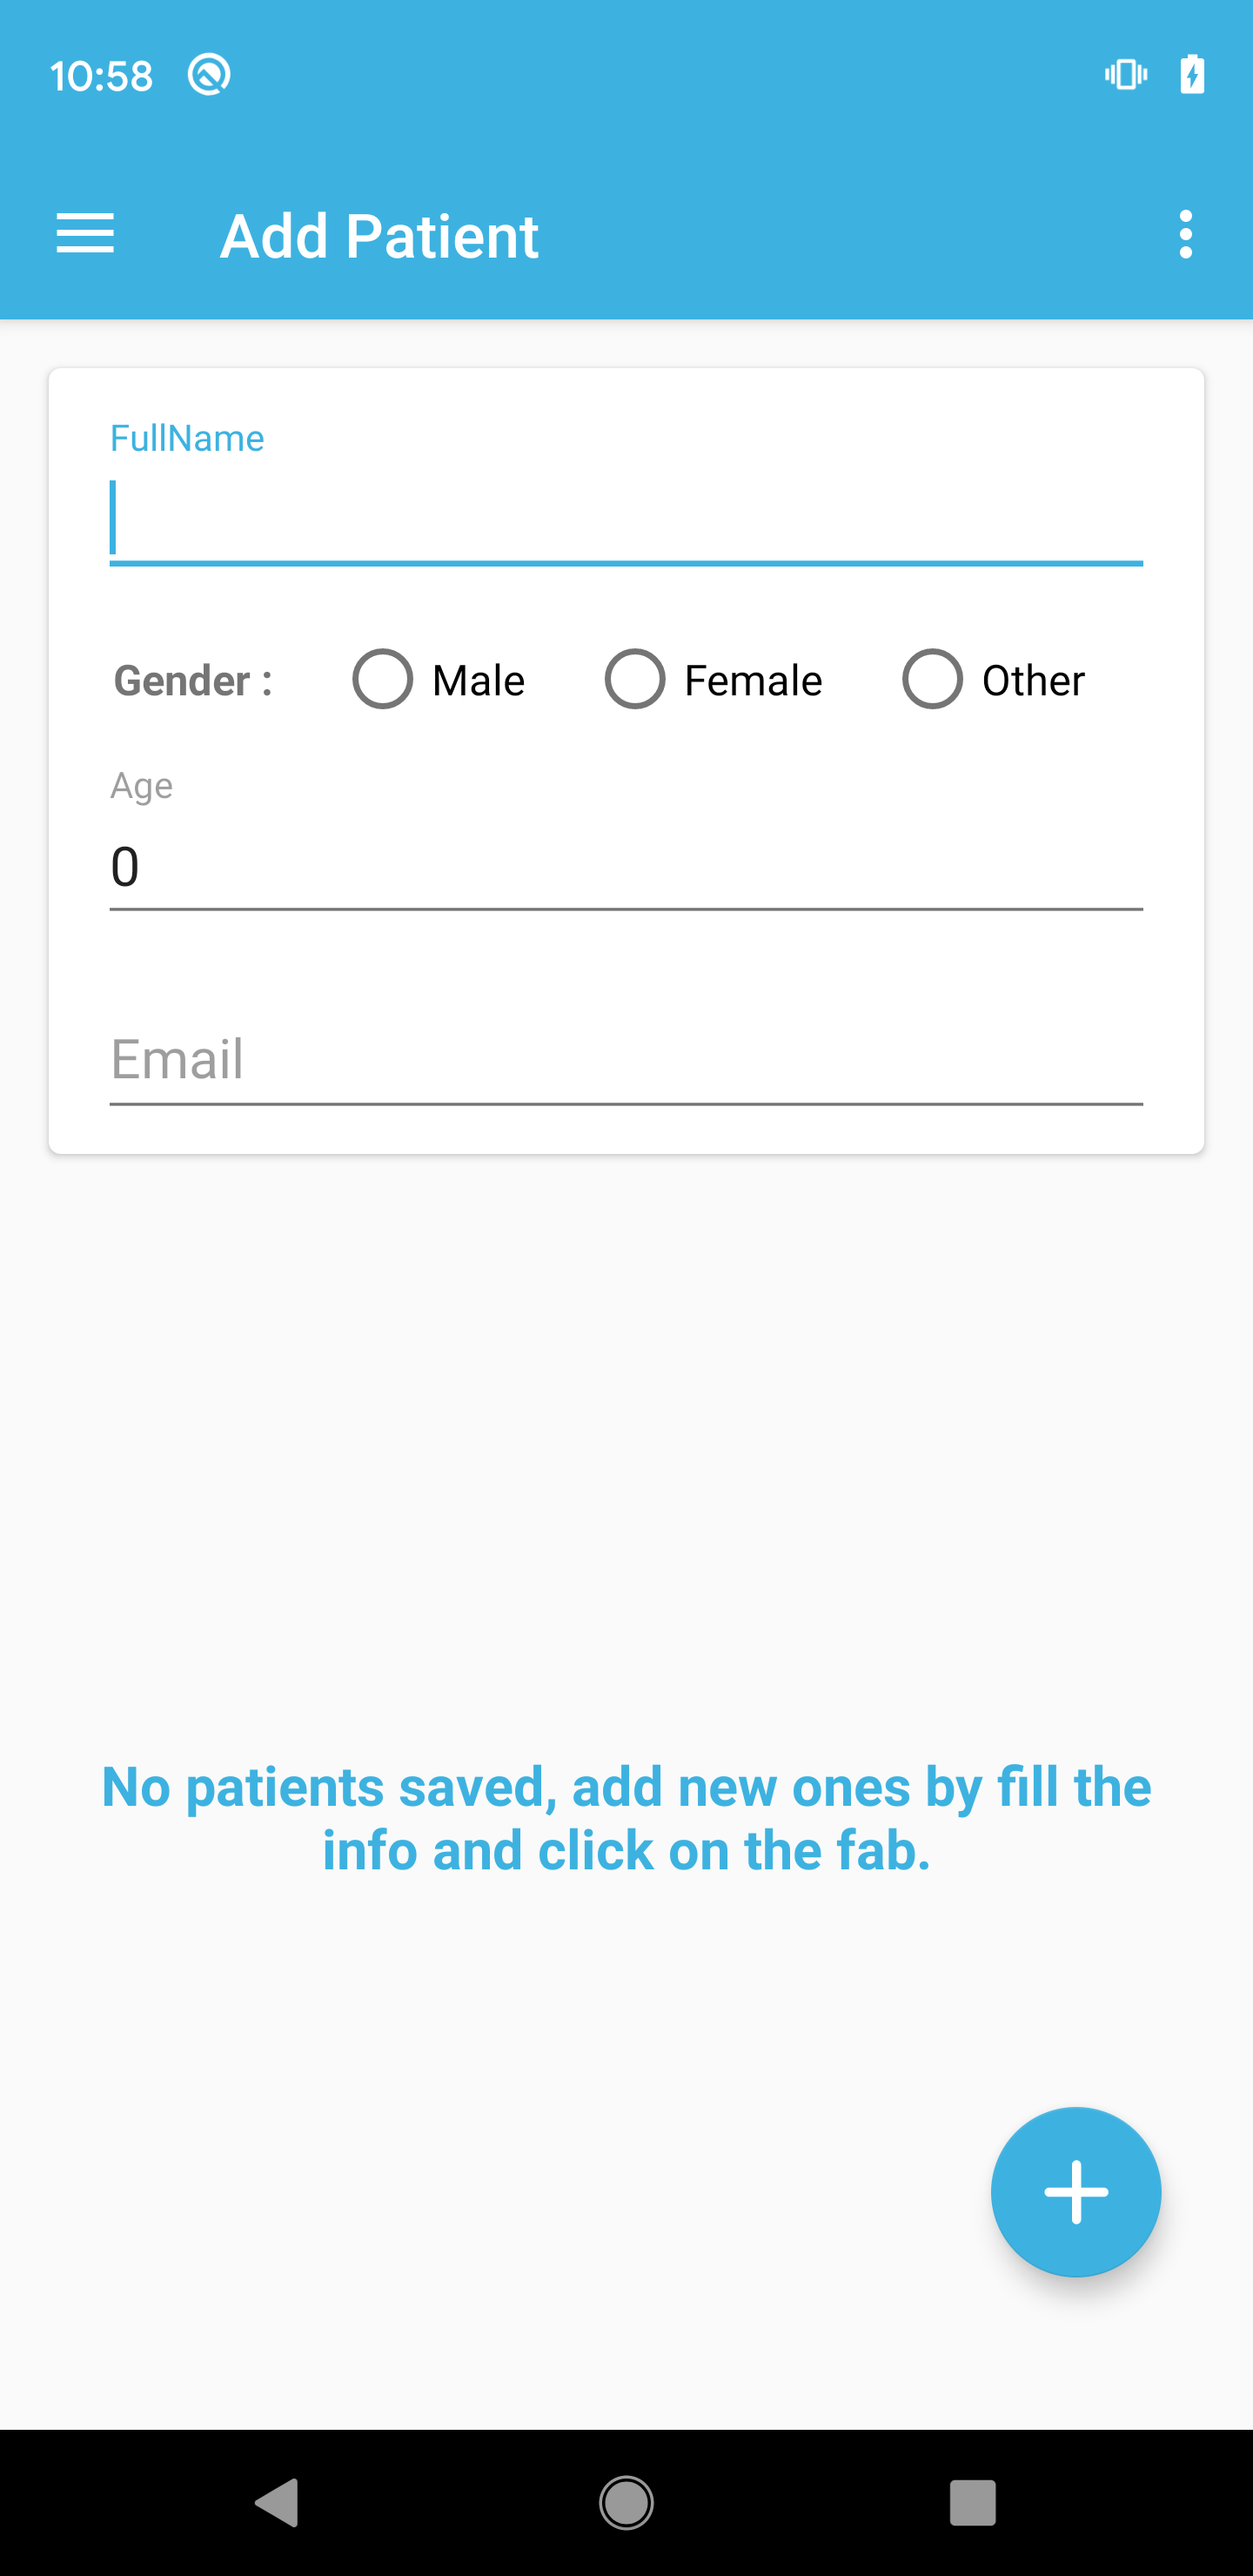 10:58
Add Patient
FullName
Gender : Male Female Other
Age
0
Email
No patients saved, add new ones by fill the
info and click on the fab.